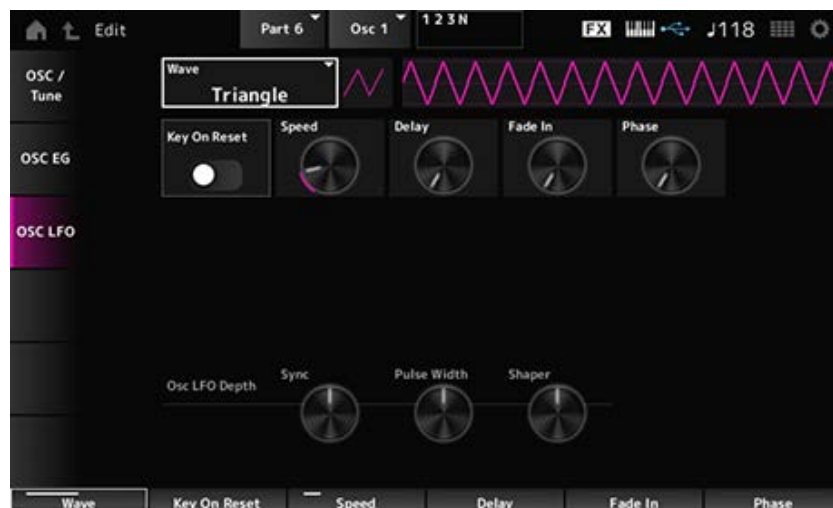 Edit Part 6 Osc 1 1 2 3 N FX ♩118
OSC /
Tune
Wave
Triangle
Key On Reset Speed Delay Fade In Phase
OSC EG
OSC LFO
Osc LFO Depth Sync Pulse Width Shaper
Wave Key On Reset Speed Delay Fade In Phase